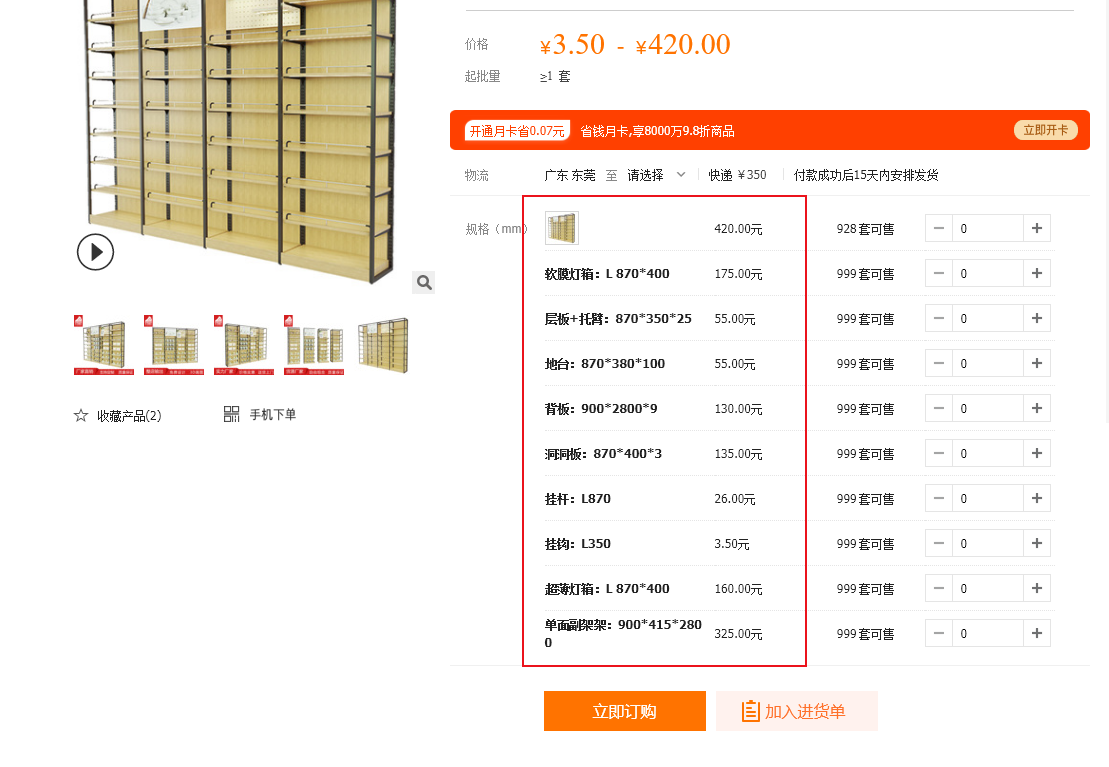 价格
¥3.50 - ¥420.00
起批量
≥1 套
开通月卡省0.07元
省钱月卡,享8000万9.8折商品
立即开卡
物流
广东 东莞 至 请选择 快递 ¥350 付款成功后15天内安排发货
规格（mm）
420.00元 928套可售 0
软膜灯箱：L 870*400 175.00元 999套可售 0
层板+托臂：870*350*25 55.00元 999套可售 0
地台：870*380*100 55.00元 999套可售 0
背板：900*2800*9 130.00元 999套可售 0
洞洞板：870*400*3 135.00元 999套可售 0
挂杆：L870 26.00元 999套可售 0
挂钩：L350 3.50元 999套可售 0
超薄灯箱：L 870*400 160.00元 999套可售 0
单面副架架：900*415*280
0 325.00元 999套可售 0
收藏产品(2) 手机下单
立即订购 加入进货单